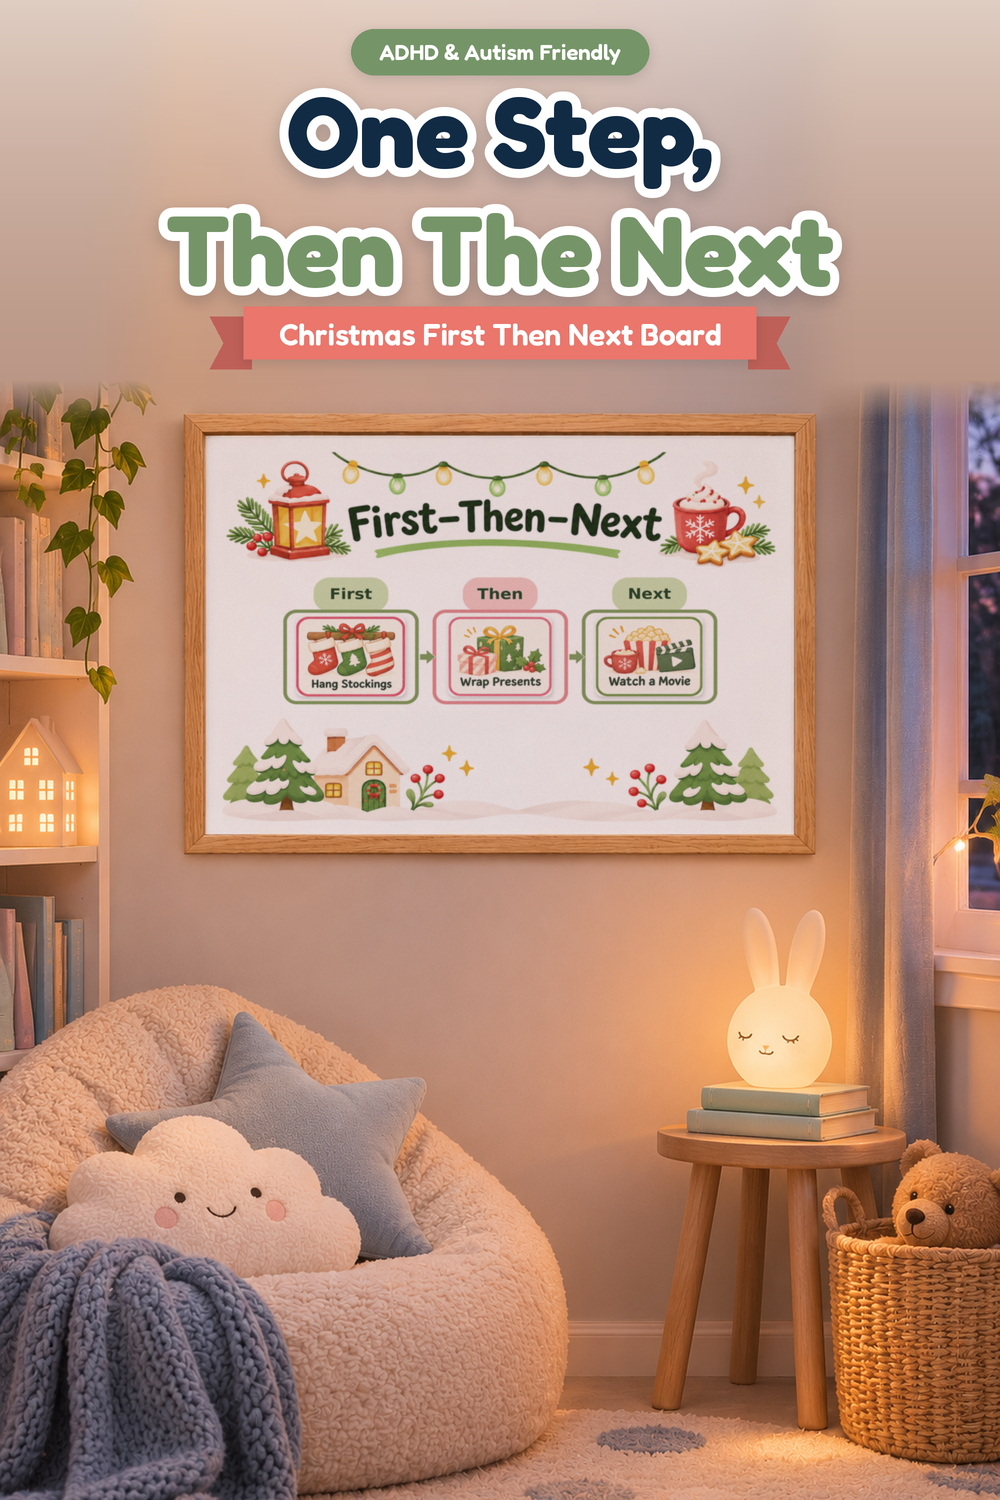 ADHD & Autism Friendly
One Step,
Then The Next
Christmas First Then Next Board
First-Then-Next
First
Then
Next
Hang Stockings
Wrap Presents
Watch a Movie